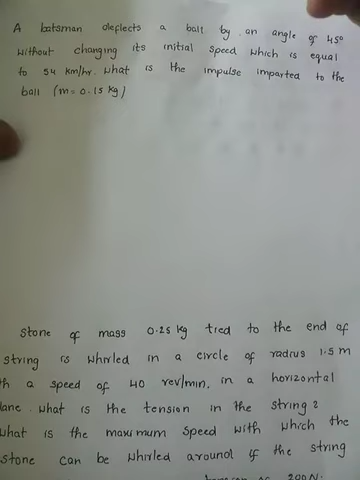 A batsman deflects a ball by an angle of 45°
without changing its initial speed which is equal
to 54 km/hr. what is the impulse imparted to the
ball (m = 0.15 kg)
Stone of mass 0.25 kg tied to the end of
string is whirled in a circle of radius 1.5 m
th a speed of 40 rev/min. in a horizontal
lane. what is the tension in the string?
what is the maximum speed with which the
stone can be whirled around if the string
200N.